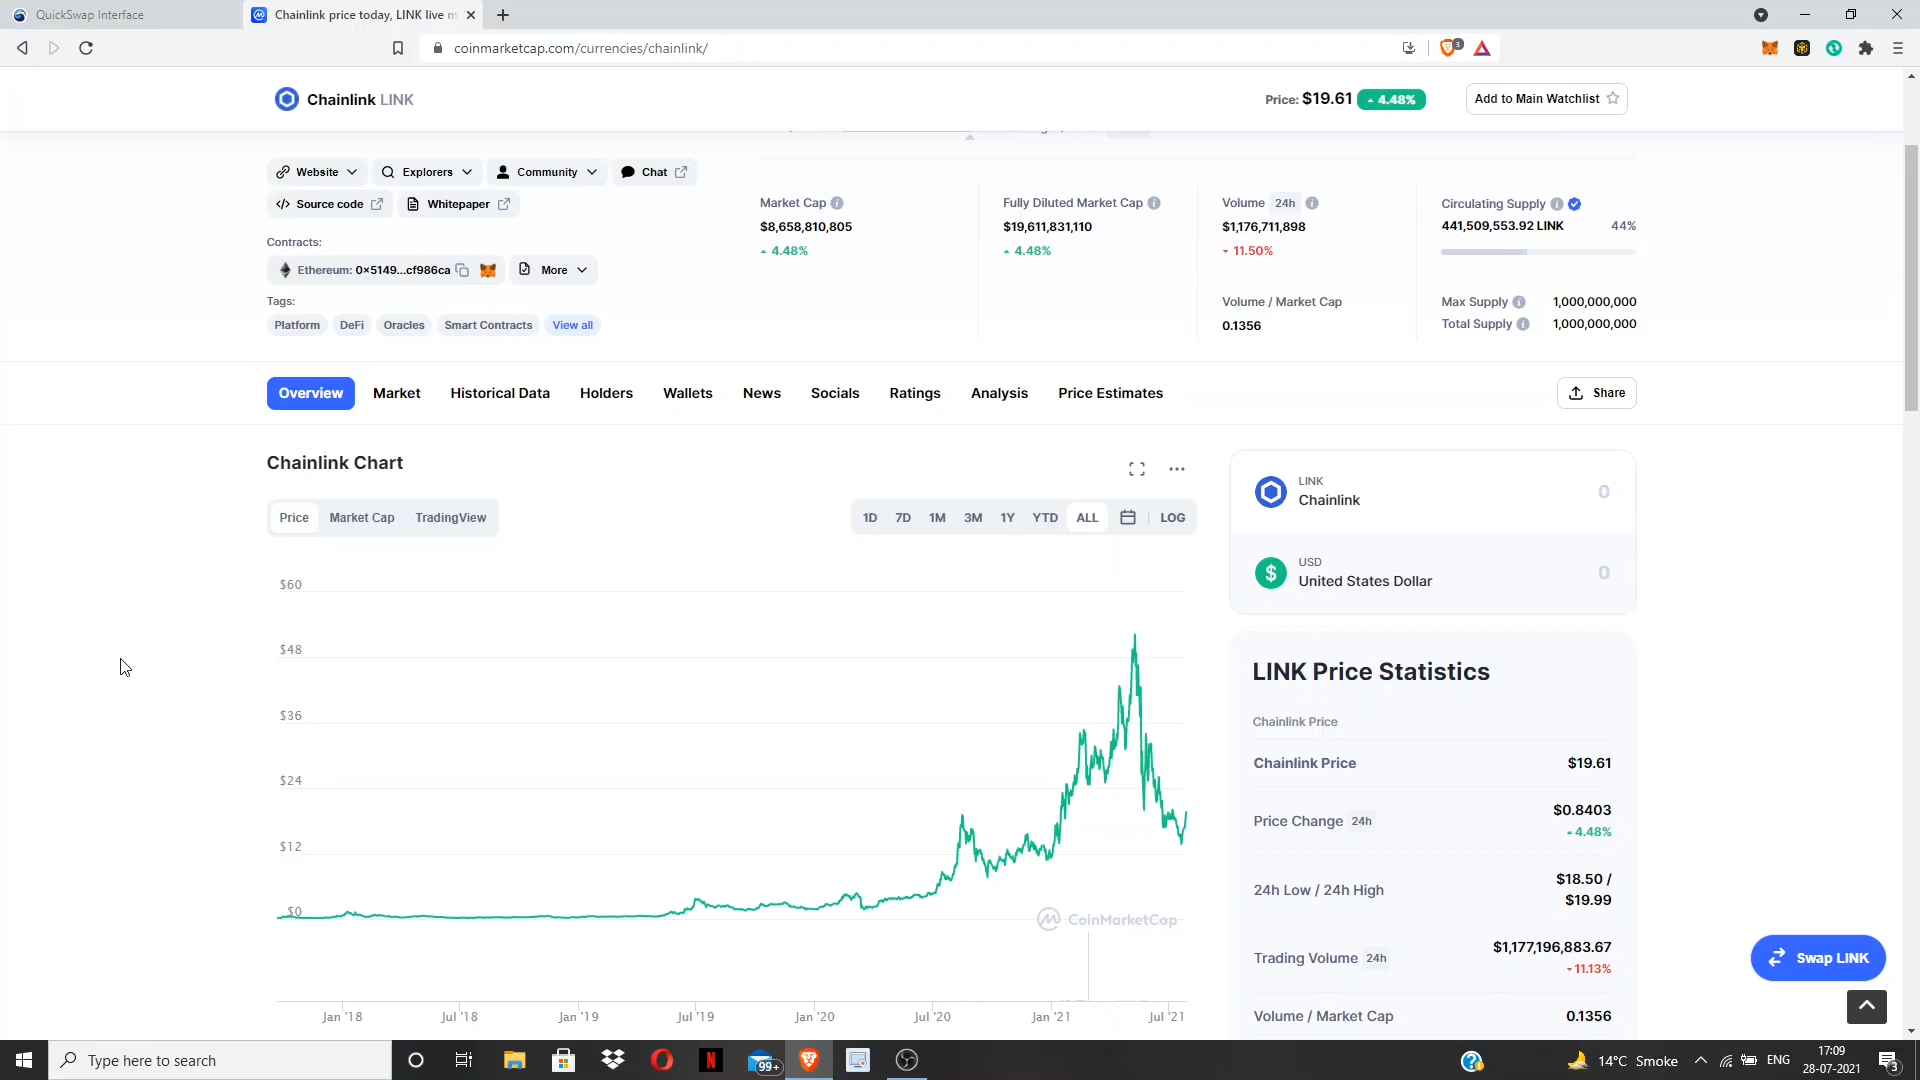 QuickSwap Interface
Chainlink price today, LINK live m
coinmarketcap.com/currencies/chainlink/
3
Chainlink LINK
Price: $19.61 4.48%
Add to Main Watchlist
Website
Explorers
Community
Chat
Source code
Whitepaper
Contracts:
Ethereum: 0x5149...cf986ca
More
Tags:
Platform
DeFi
Oracles
Smart Contracts
View all
Market Cap
$8,658,810,805
4.48%
Fully Diluted Market Cap
$19,611,831,110
4.48%
Volume 24h
$1,176,711,898
11.50%
Volume / Market Cap
0.1356
Circulating Supply
441,509,553.92 LINK 44%
Max Supply 1,000,000,000
Total Supply 1,000,000,000
Overview
Market
Historical Data
Holders
Wallets
News
Socials
Ratings
Analysis
Price Estimates
Share
Chainlink Chart
Price
Market Cap
TradingView
1D
7D
1M
3M
1Y
YTD
ALL
LOG
$60
$48
$36
$24
$12
$0
CoinMarketCap
Jan '18
Jul '18
Jan '19
Jul '19
Jan '20
Jul '20
Jan '21
Jul '21
LINK
Chainlink
0
USD
United States Dollar
0
LINK Price Statistics
Chainlink Price
Chainlink Price $19.61
Price Change 24h
$0.8403
4.48%
24h Low / 24h High
$18.50 /
$19.99
Trading Volume 24h
$1,177,196,883.67
11.13%
Volume / Market Cap 0.1356
Swap LINK
Type here to search
99+
14°C Smoke
ENG
17:09
28-07-2021
3